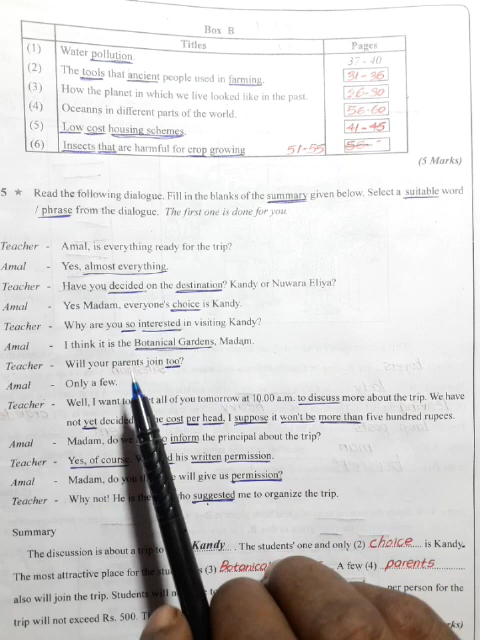 Box B
Titles Pages
(1) Water pollution. 37-40
(2) The tools that ancient people used in farming. 31-36
(3) How the planet in which we live looked like in the past. 26-30
(4) Oceanns in different parts of the world. 56-60
(5) Low cost housing schemes. 41-45
(6) Insects that are harmful for crop growing 51-55
(5 Marks)
5 * Read the following dialogue. Fill in the blanks of the summary given below. Select a suitable word
/ phrase from the dialogue. The first one is done for you
Teacher - Amal, is everything ready for the trip?
Amal - Yes, almost everything.
Teacher - Have you decided on the destination? Kandy or Nuwara Eliya?
Amal - Yes Madam, everyone's choice is Kandy.
Teacher - Why are you so interested in visiting Kandy?
Amal - I think it is the Botanical Gardens, Madam.
Teacher - Will your parents join too?
Amal - Only a few.
Teacher - Well, I want all of you tomorrow at 10.00 a.m. to discuss more about the trip. We have
not yet decided the cost per head. I suppose it won't be more than five hundred rupees.
Amal - Madam, do inform the principal about the trip?
Teacher - Yes, of course. his written permission.
Amal - Madam, do you will give us permission?
Teacher - Why not! He is who suggested me to organize the trip.
Summary
The discussion is about a trip to Kandy. The students' one and only (2) choice is Kandy.
The most attractive place for the (3) Botanical A few (4) parents
also will join the trip. Students will per person for the
trip will not exceed Rs. 500.